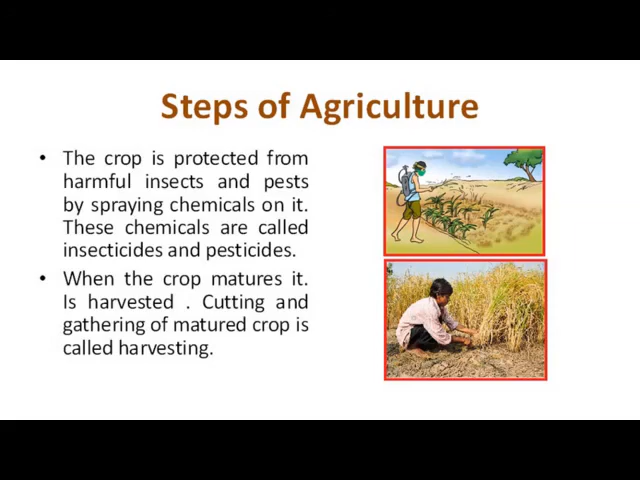 Steps of Agriculture
• The crop is protected from
harmful insects and pests
by spraying chemicals on it.
These chemicals are called
insecticides and pesticides.
• When the crop matures it.
Is harvested . Cutting and
gathering of matured crop is
called harvesting.